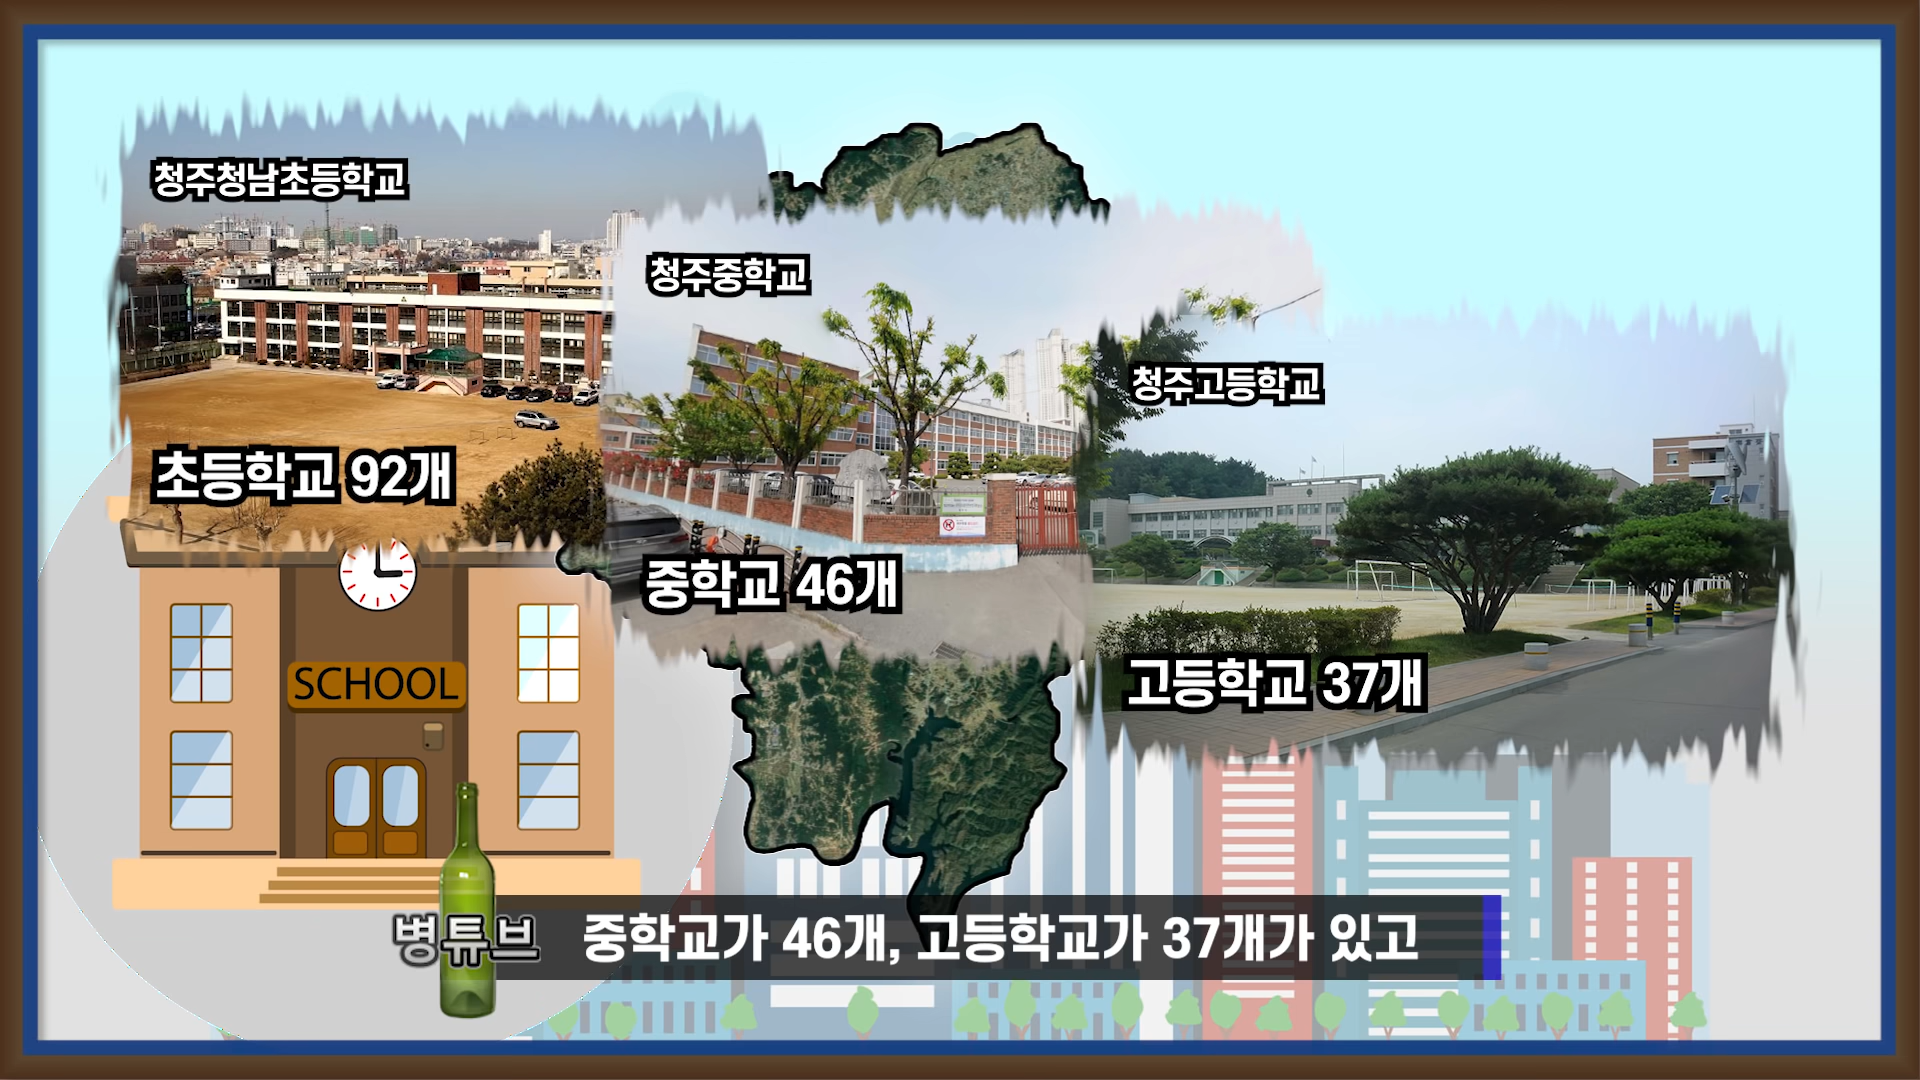 청주청남초등학교
초등학교 92개
청주중학교
중학교 46개
청주고등학교
고등학교 37개
SCHOOL
병튜브
중학교가 46개, 고등학교가 37개가 있고